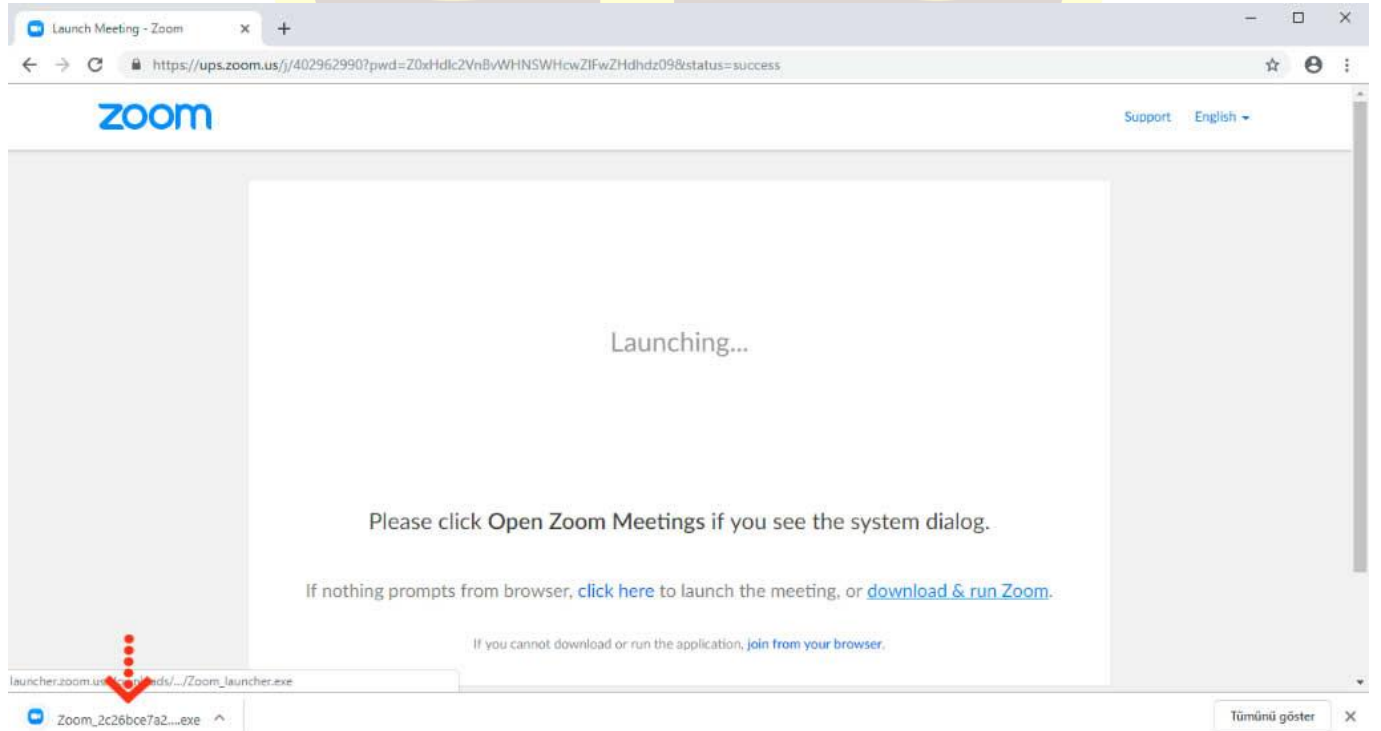 Launch Meeting - Zoom
https://ups.zoom.us/j/402962990?pwd=
zoom
Support English
Launching...
Please click Open Zoom Meetings if you see the system dialog.
If nothing prompts from browser, click here to launch the meeting, or download & run Zoom.
If you cannot download or run the application, join from your browser.
/.../Zoom_launcher.exe
Zoom_2c26bce7a2....exe
Tümünü göster